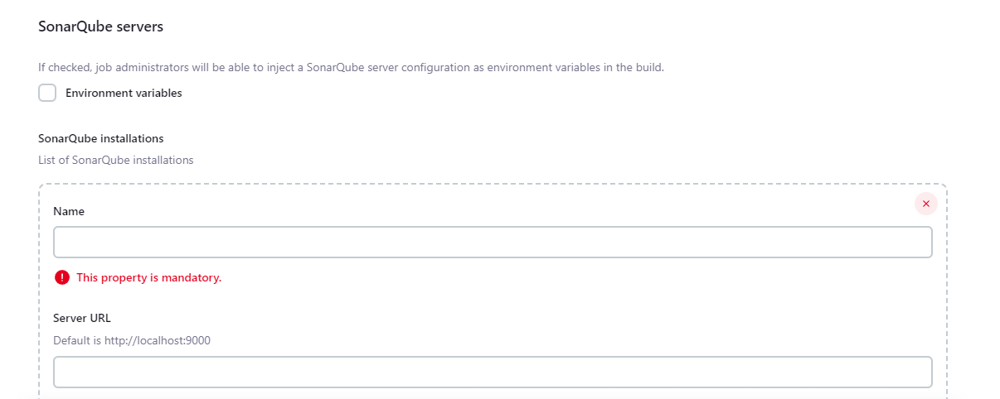 SonarQube servers
If checked, job administrators will be able to inject a SonarQube server configuration as environment variables in the build.
Environment variables
SonarQube installations
List of SonarQube installations
Name
This property is mandatory.
Server URL
Default is http://localhost:9000